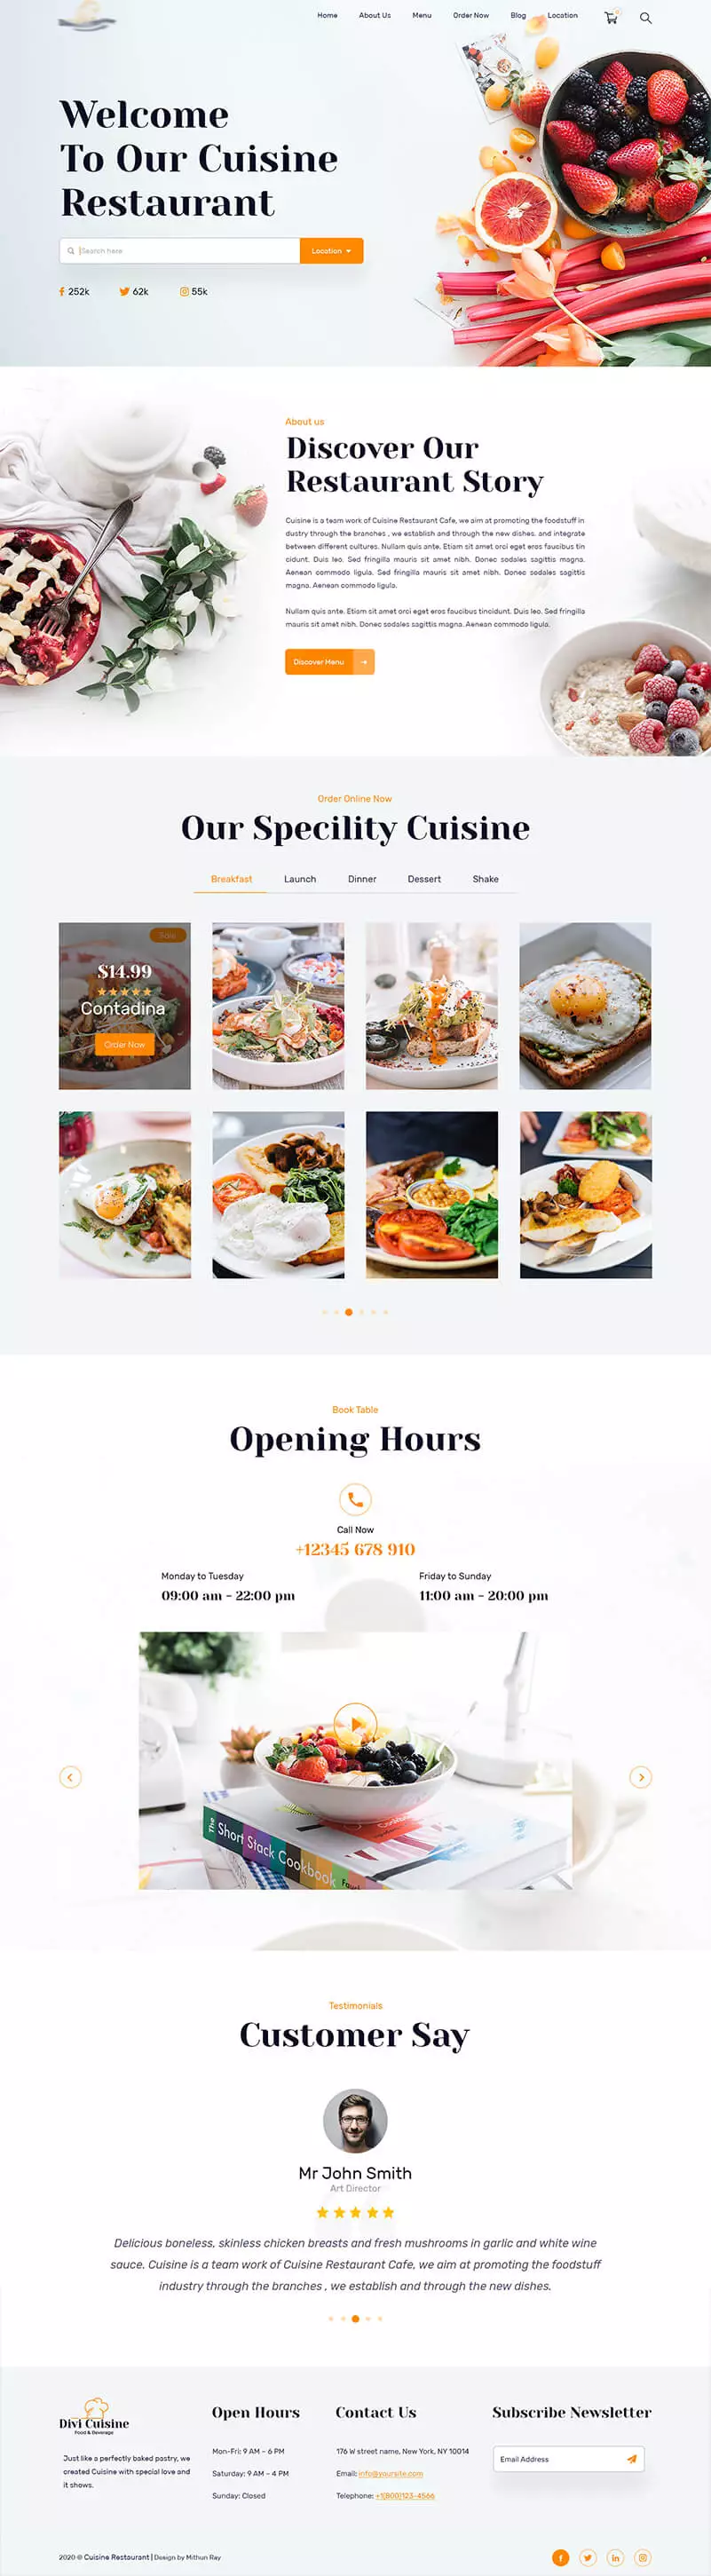 Home About Us Menu Order Now Blog Location
Welcome
To Our Cuisine
Restaurant
Search here
Location
252k 62k 55k
About us
Discover Our
Restaurant Story
Cuisine is a team work of Cuisine Restaurant Cafe, we aim at promoting the foodstuff in
dustry through the branches , we establish and through the new dishes. and integrate
between different cultures. Nullam quis ante. Etiam sit amet orci eget eros faucibus tin
cidunt. Duis leo. Sed fringilla mauris sit amet nibh. Donec sodales sagittis magna.
Aenean commodo ligula. Sed fringilla mauris sit amet nibh. Donec sodales sagittis
magna. Aenean commodo ligula.
Nullam quis ante. Etiam sit amet orci eget eros faucibus tincidunt. Duis leo. Sed fringilla
mauris sit amet nibh. Donec sodales sagittis magna. Aenean commodo ligula.
Discover Menu
Order Online Now
Our Specility Cuisine
Breakfast Launch Dinner Dessert Shake
Sale
$14.99
Contadina
Order Now
Book Table
Opening Hours
Call Now
+12345 678 910
Monday to Tuesday
09:00 am - 22:00 pm
Friday to Sunday
11:00 am - 20:00 pm
The Short Stack Cookbook
Testimonials
Customer Say
Mr John Smith
Art Director
Delicious boneless, skinless chicken breasts and fresh mushrooms in garlic and white wine
sauce. Cuisine is a team work of Cuisine Restaurant Cafe, we aim at promoting the foodstuff
industry through the branches , we establish and through the new dishes.
Divi Cuisine
Food & Beverage
Just like a perfectly baked pastry, we
created Cuisine with special love and
it shows.
Open Hours
Mon-Fri: 9 AM – 6 PM
Saturday: 9 AM – 4 PM
Sunday: Closed
Contact Us
176 W street name, New York, NY 10014
Email: info@yoursite.com
Telephone: +1(800)123-4566
Subscribe Newsletter
Email Address
2020 © Cuisine Restaurant | Design by Mithun Ray